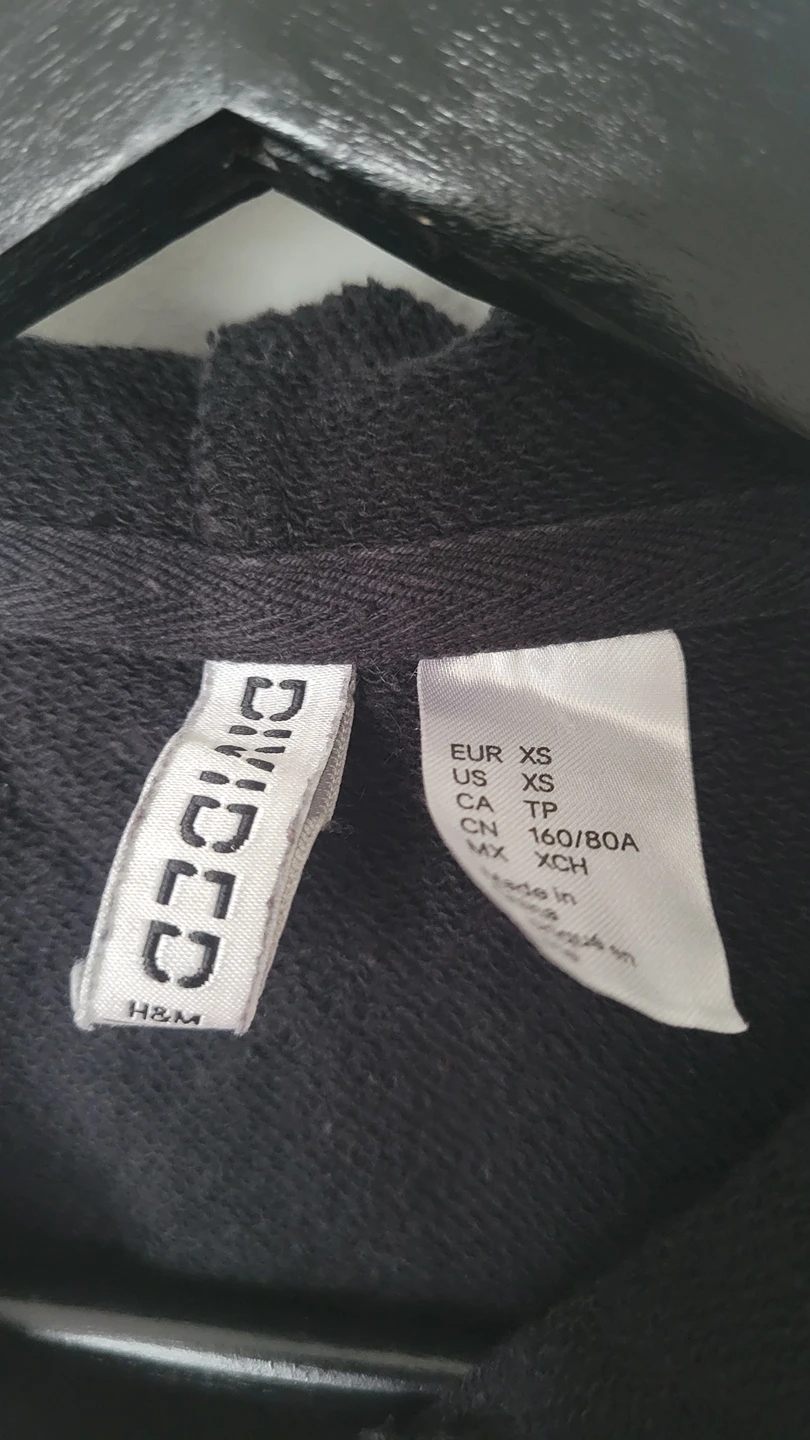 DIVIDED
H&M
EUR XS
US XS
CA TP
CN 160/80A
MX XCH
Made in